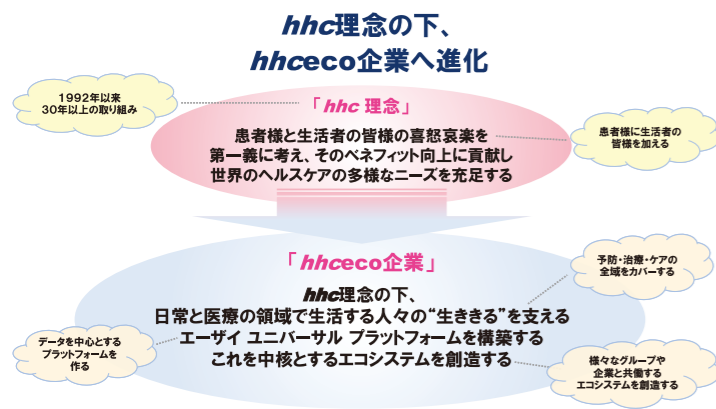 hhc理念の下、
hhceco企業へ進化
1992年以来
30年以上の取り組み
「hhc 理念」
患者様と生活者の皆様の喜怒哀楽を
第一義に考え、そのベネフィット向上に貢献し
世界のヘルスケアの多様なニーズを充足する
患者様に生活者の
皆様を加える
「hhceco企業」
hhc理念の下、
日常と医療の領域で生活する人々の“生ききる”を支える
エーザイ ユニバーサル プラットフォームを構築する
これを中核とするエコシステムを創造する
予防・治療・ケアの
全域をカバーする
データを中心とする
プラットフォームを
作る
様々なグループや
企業と共働する
エコシステムを創造する